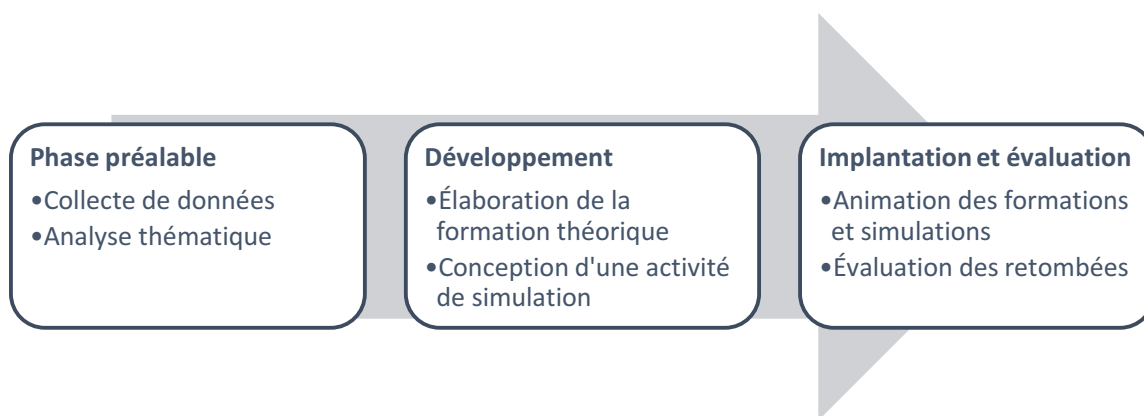 Phase préalable
•Collecte de données
•Analyse thématique
Développement
•Élaboration de la
formation théorique
•Conception d'une activité
de simulation
Implantation et évaluation
•Animation des formations
et simulations
•Évaluation des retombées